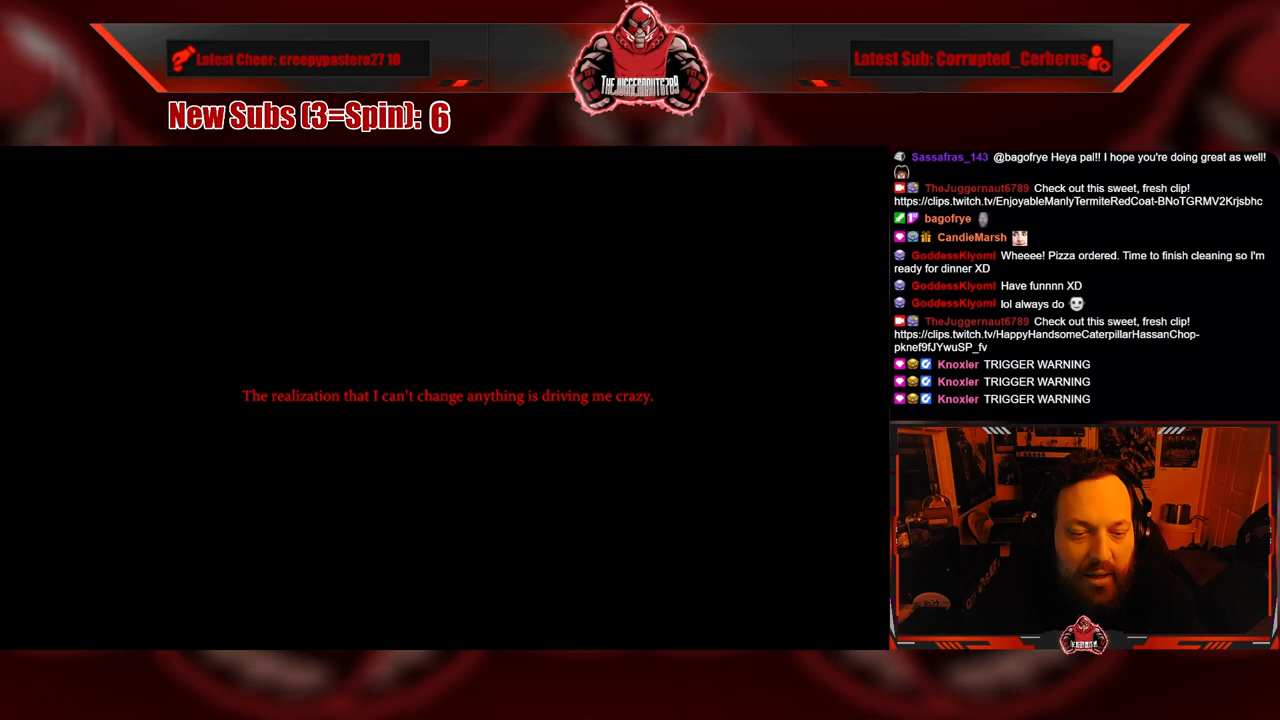 Latest Cheer: creepypastero27 10
THEJUGGERNAUT6789
Latest Sub: Corrupted_Cerberus
New Subs (3=Spin): 6
Sassafras_143 @bagofrye Heya pal!! I hope you're doing great as well!
TheJuggernaut6789 Check out this sweet, fresh clip!
https://clips.twitch.tv/EnjoyableManlyTermiteRedCoat-BNoTGRMV2Krjsbhc
bagofrye
CandieMarsh
GoddessKiyomi Wheeee! Pizza ordered. Time to finish cleaning so I'm
ready for dinner XD
GoddessKiyomi Have funnnn XD
GoddessKiyomi lol always do
TheJuggernaut6789 Check out this sweet, fresh clip!
https://clips.twitch.tv/HappyHandsomeCaterpillarHassanChop-
pknef9fJYwuSP_fv
Knoxler TRIGGER WARNING
Knoxler TRIGGER WARNING
Knoxler TRIGGER WARNING
The realization that I can't change anything is driving me crazy.